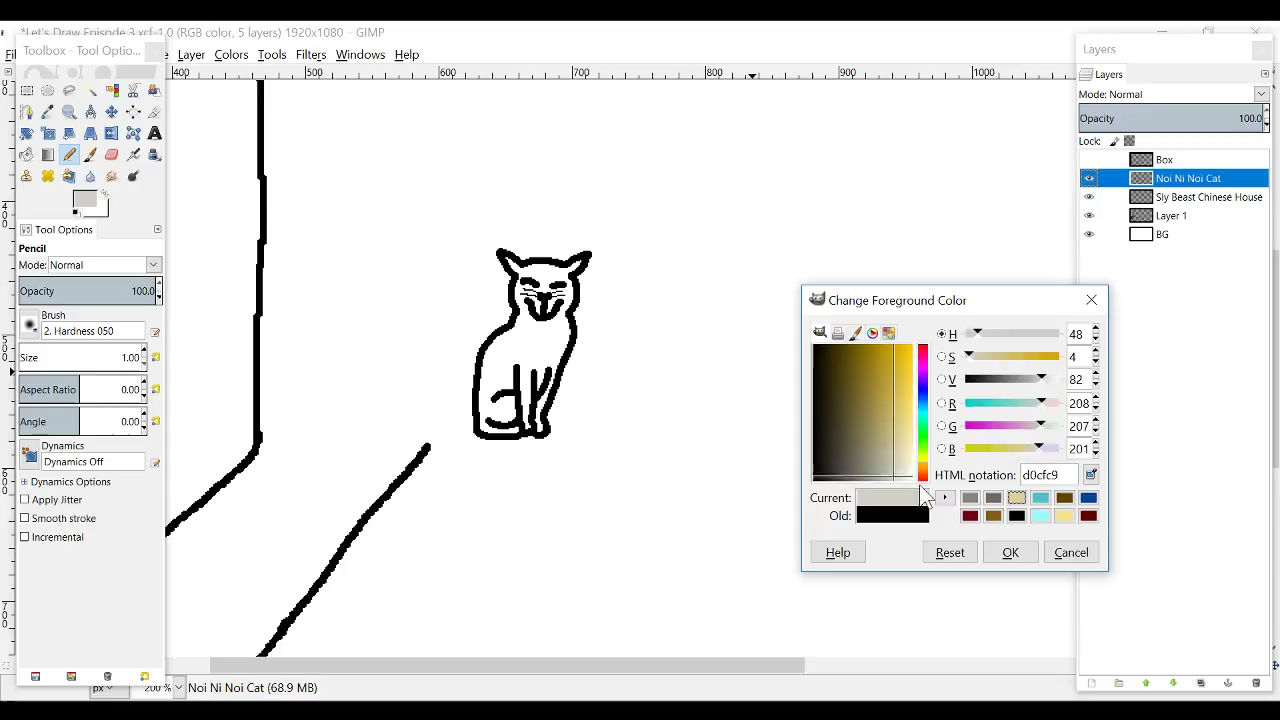 *Let's Draw Episode 3.xcf-1.0 (RGB color, 5 layers) 1920x1080 – GIMP
Toolbox - Tool Optio...
Layer Colors Tools Filters Windows Help
400 500 600 700 800 900 1000
Tool Options
Pencil
Mode: Normal
Opacity 100.0
Brush
2. Hardness 050
Size 1.00
Aspect Ratio 0.00
Angle 0.00
Dynamics
Dynamics Off
Dynamics Options
Apply Jitter
Smooth stroke
Incremental
px 200 % Noi Ni Noi Cat (68.9 MB)
Change Foreground Color
H 48
S 4
V 82
R 208
G 207
B 201
HTML notation: d0cfc9
Current:
Old:
Help Reset OK Cancel
Layers
Layers
Mode: Normal
Opacity 100.0
Lock:
Box
Noi Ni Noi Cat
Sly Beast Chinese House
Layer 1
BG